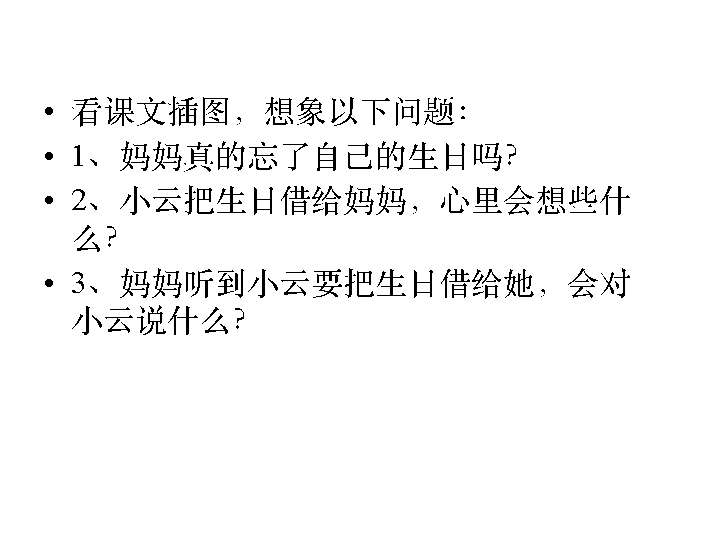 • 看课文插图，想象以下问题：
• 1、妈妈真的忘了自己的生日吗？
• 2、小云把生日借给妈妈，心里会想些什
么？
• 3、妈妈听到小云要把生日借给她，会对
小云说什么？